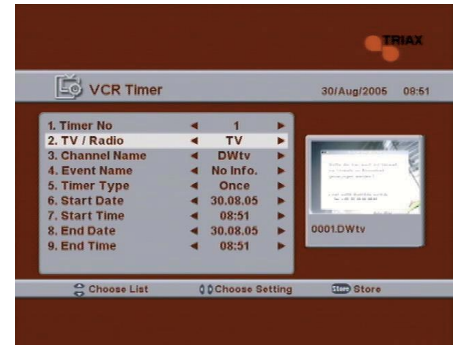 TRIAX
VCR Timer 30/Aug/2005 08:51
1. Timer No 1
2. TV / Radio TV
3. Channel Name DWtv
4. Event Name No Info.
5. Timer Type Once
6. Start Date 30.08.05
7. Start Time 08:51
8. End Date 30.08.05
9. End Time 08:51
0001.DWtv
Choose List Choose Setting Store Store